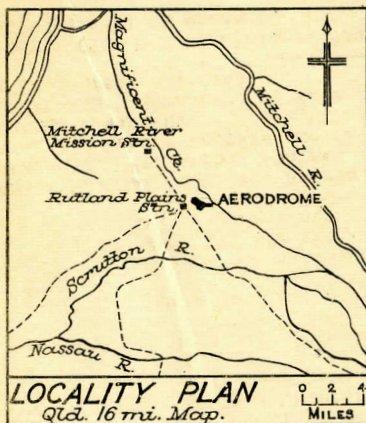 Magnificent Ck.
Mitchell R.
Mitchell River
Mission Stn.
Rutland Plains
Stn.
AERODROME
Scrutton R.
Nassau R.
LOCALITY PLAN
Qld. 16 mi. Map.
0 2 4
MILES